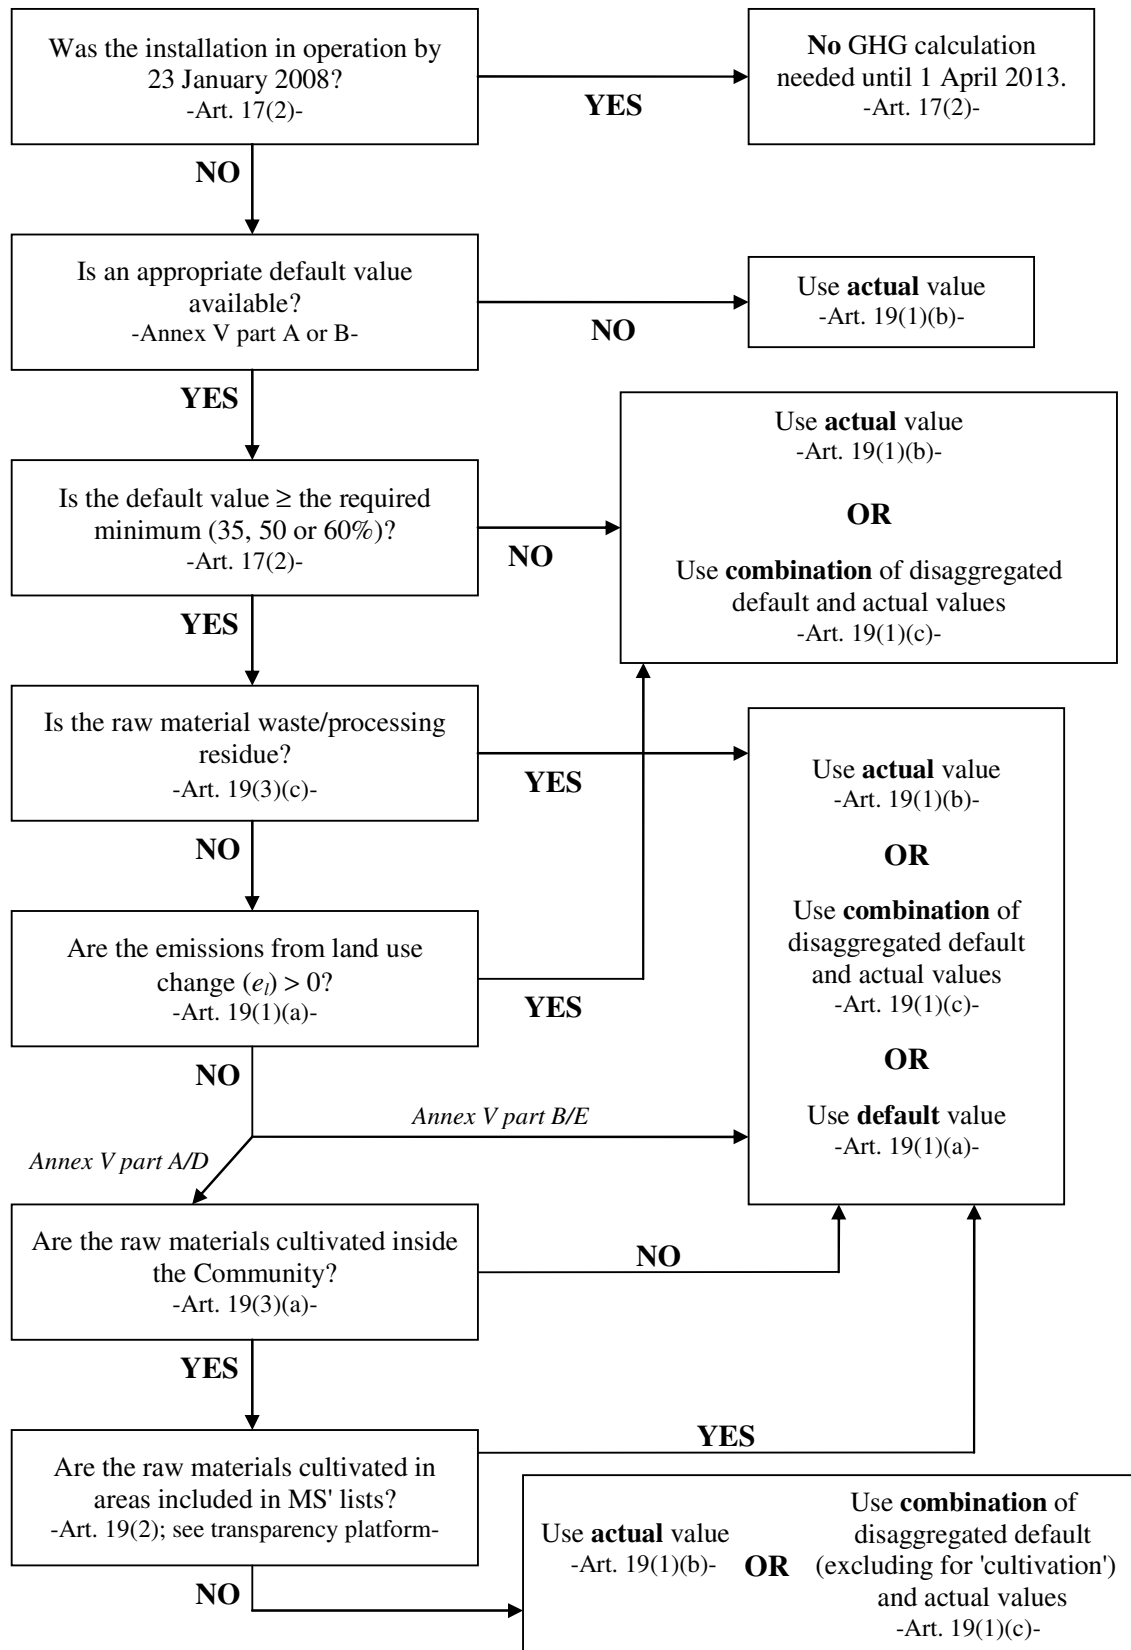 Was the installation in operation by
23 January 2008?
-Art. 17(2)-
YES
No GHG calculation
needed until 1 April 2013.
-Art. 17(2)-
NO
Is an appropriate default value
available?
-Annex V part A or B-
NO
Use actual value
-Art. 19(1)(b)-
YES
Is the default value ≥ the required
minimum (35, 50 or 60%)?
-Art. 17(2)-
NO
Use actual value
-Art. 19(1)(b)-
OR
Use combination of disaggregated
default and actual values
-Art. 19(1)(c)-
YES
Is the raw material waste/processing
residue?
-Art. 19(3)(c)-
YES
Use actual value
-Art. 19(1)(b)-
OR
Use combination of
disaggregated default
and actual values
-Art. 19(1)(c)-
OR
Use default value
-Art. 19(1)(a)-
NO
Are the emissions from land use
change (eₗ) > 0?
-Art. 19(1)(a)-
YES
NO
Annex V part B/E
Annex V part A/D
Are the raw materials cultivated inside
the Community?
-Art. 19(3)(a)-
NO
YES
Are the raw materials cultivated in
areas included in MS' lists?
-Art. 19(2); see transparency platform-
YES
NO
Use actual value
-Art. 19(1)(b)-
OR
Use combination of
disaggregated default
(excluding for 'cultivation')
and actual values
-Art. 19(1)(c)-